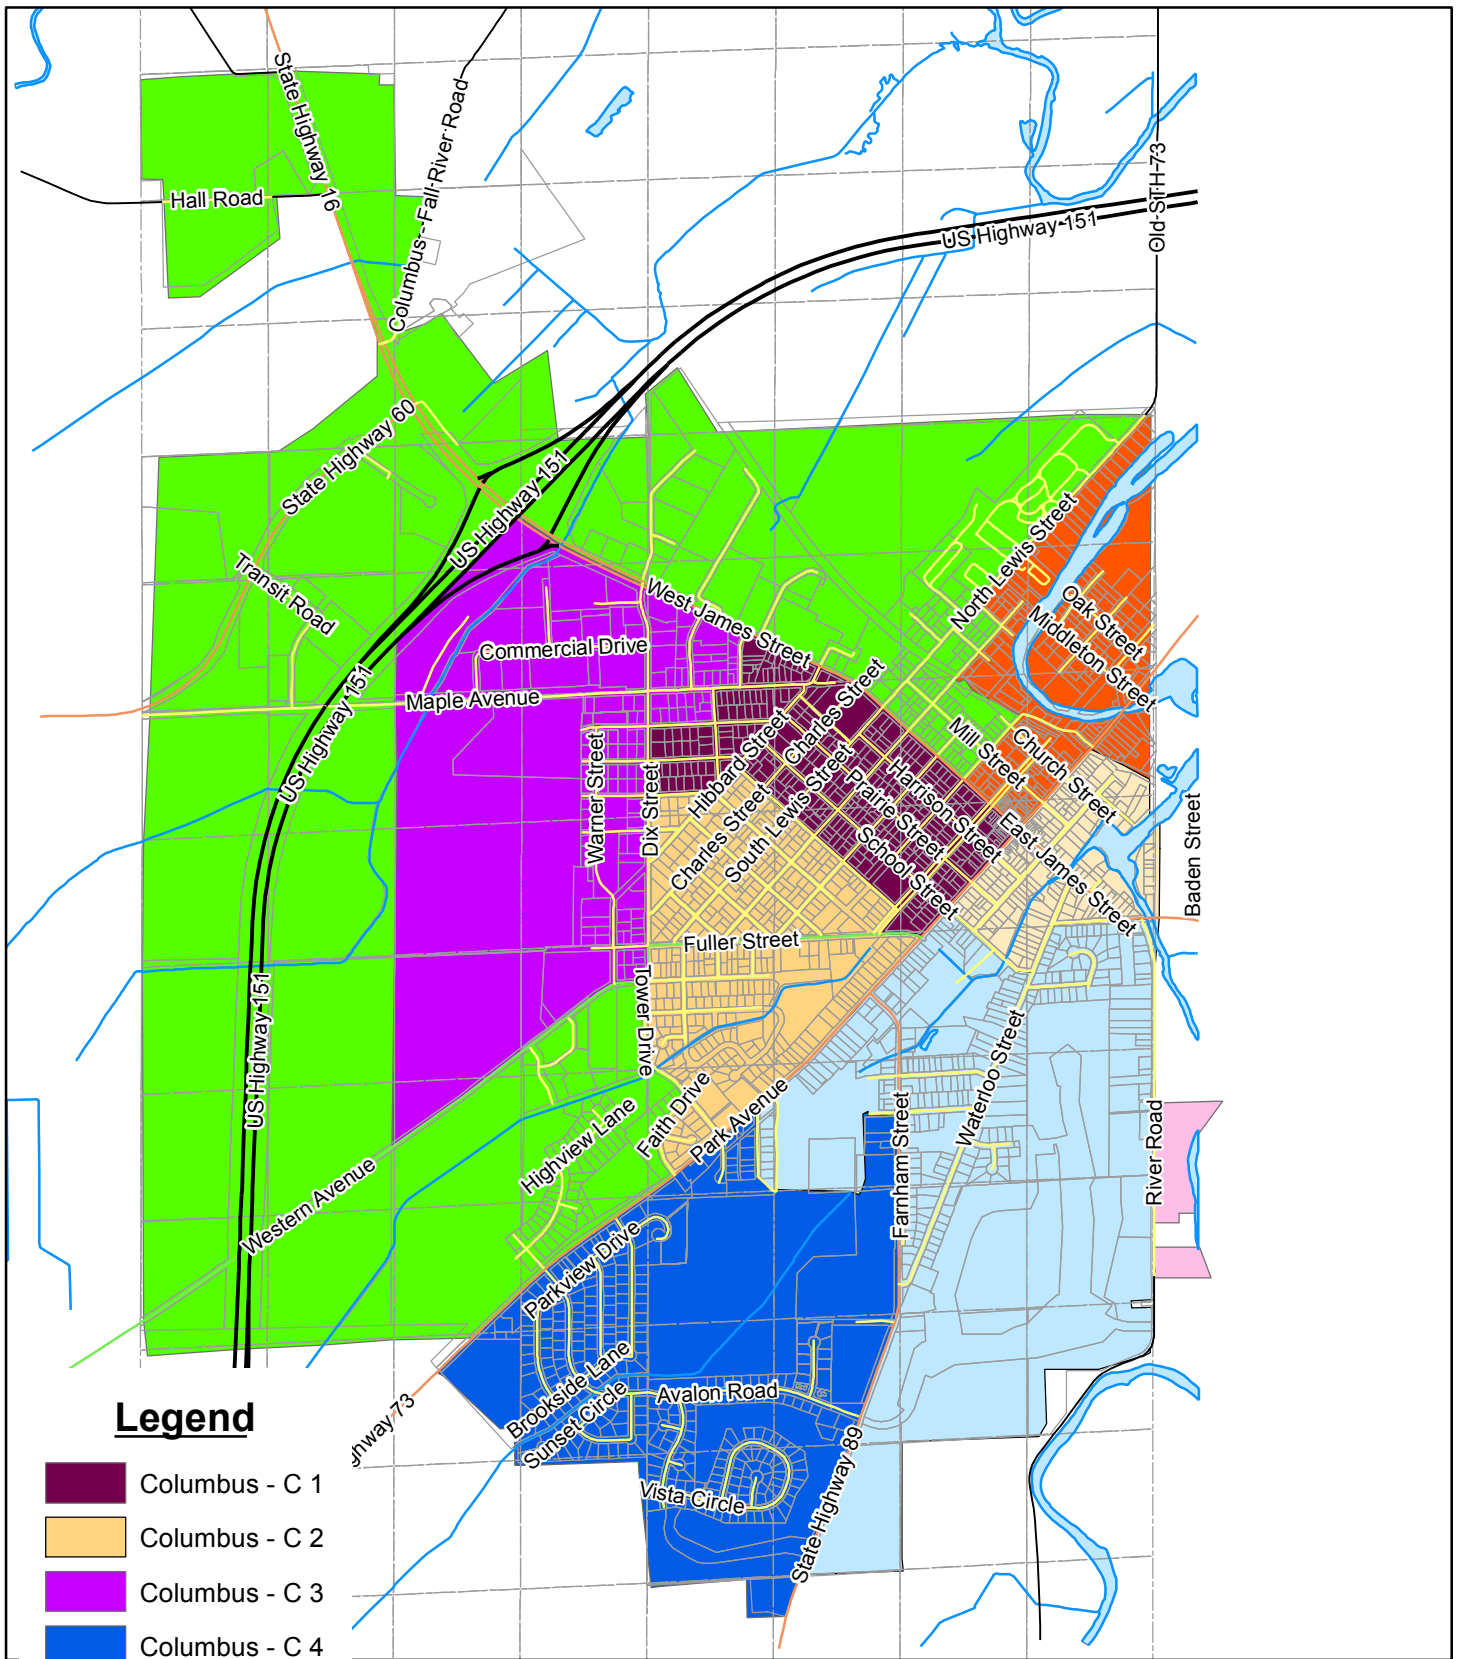 State Highway 16
Columbus--Fall-River Road
Hall Road
Old-STH-73
US Highway-151
State Highway 60
US Highway 151
Transit Road
North Lewis Street
Oak Street
Middleton Street
West James Street
Commercial Drive
Maple Avenue
US Highway 151
Charles Street
Mill Street
Church Street
Hibbard Street
Warner Street
Dix Street
Charles Street
South Lewis Street
Prairie Street
Harrison Street
School Street
East James Street
Baden Street
Fuller Street
Tower Drive
US Highway 151
Waterloo Street
Faith Drive
Park Avenue
Highview Lane
Farnham Street
River Road
Western Avenue
Parkview Drive
Brookside Lane
Sunset Circle
Avalon Road
ghway 73
Vista Circle
State Highway 89
Legend
Columbus - C 1
Columbus - C 2
Columbus - C 3
Columbus - C 4